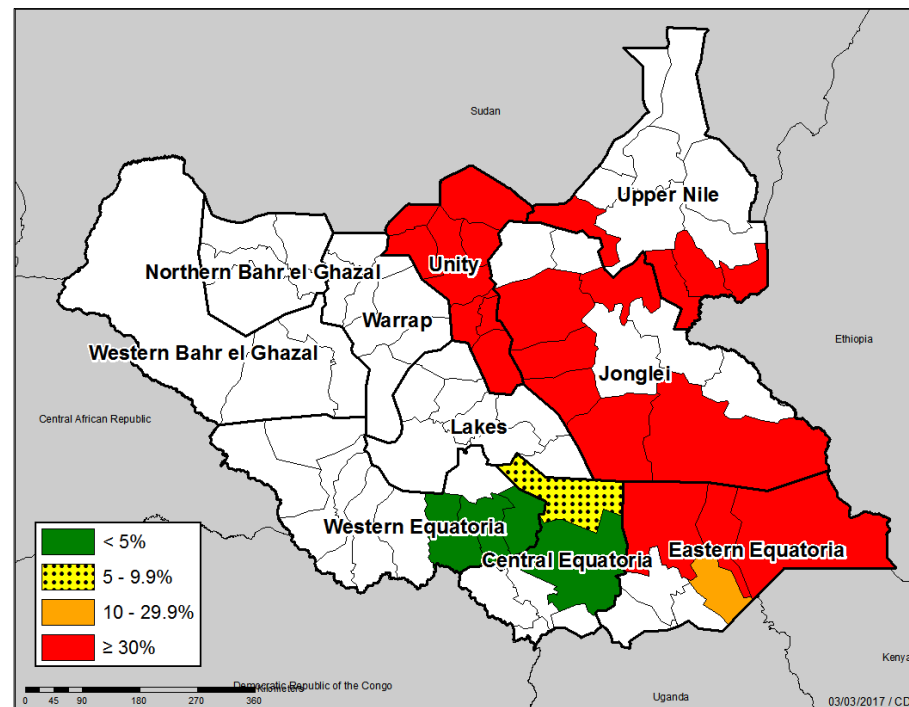 Sudan
Upper Nile
Unity
Northern Bahr el Ghazal
Warrap
Western Bahr el Ghazal
Ethiopia
Jonglei
Central African Republic
Lakes
Western Equatoria
Central Equatoria
Eastern Equatoria
< 5%
5 - 9.9%
10 - 29.9%
≥ 30%
Kenya
Democratic Republic of the Congo
Kilometers
0 45 90 180 270 360
Uganda
03/03/2017 / CD